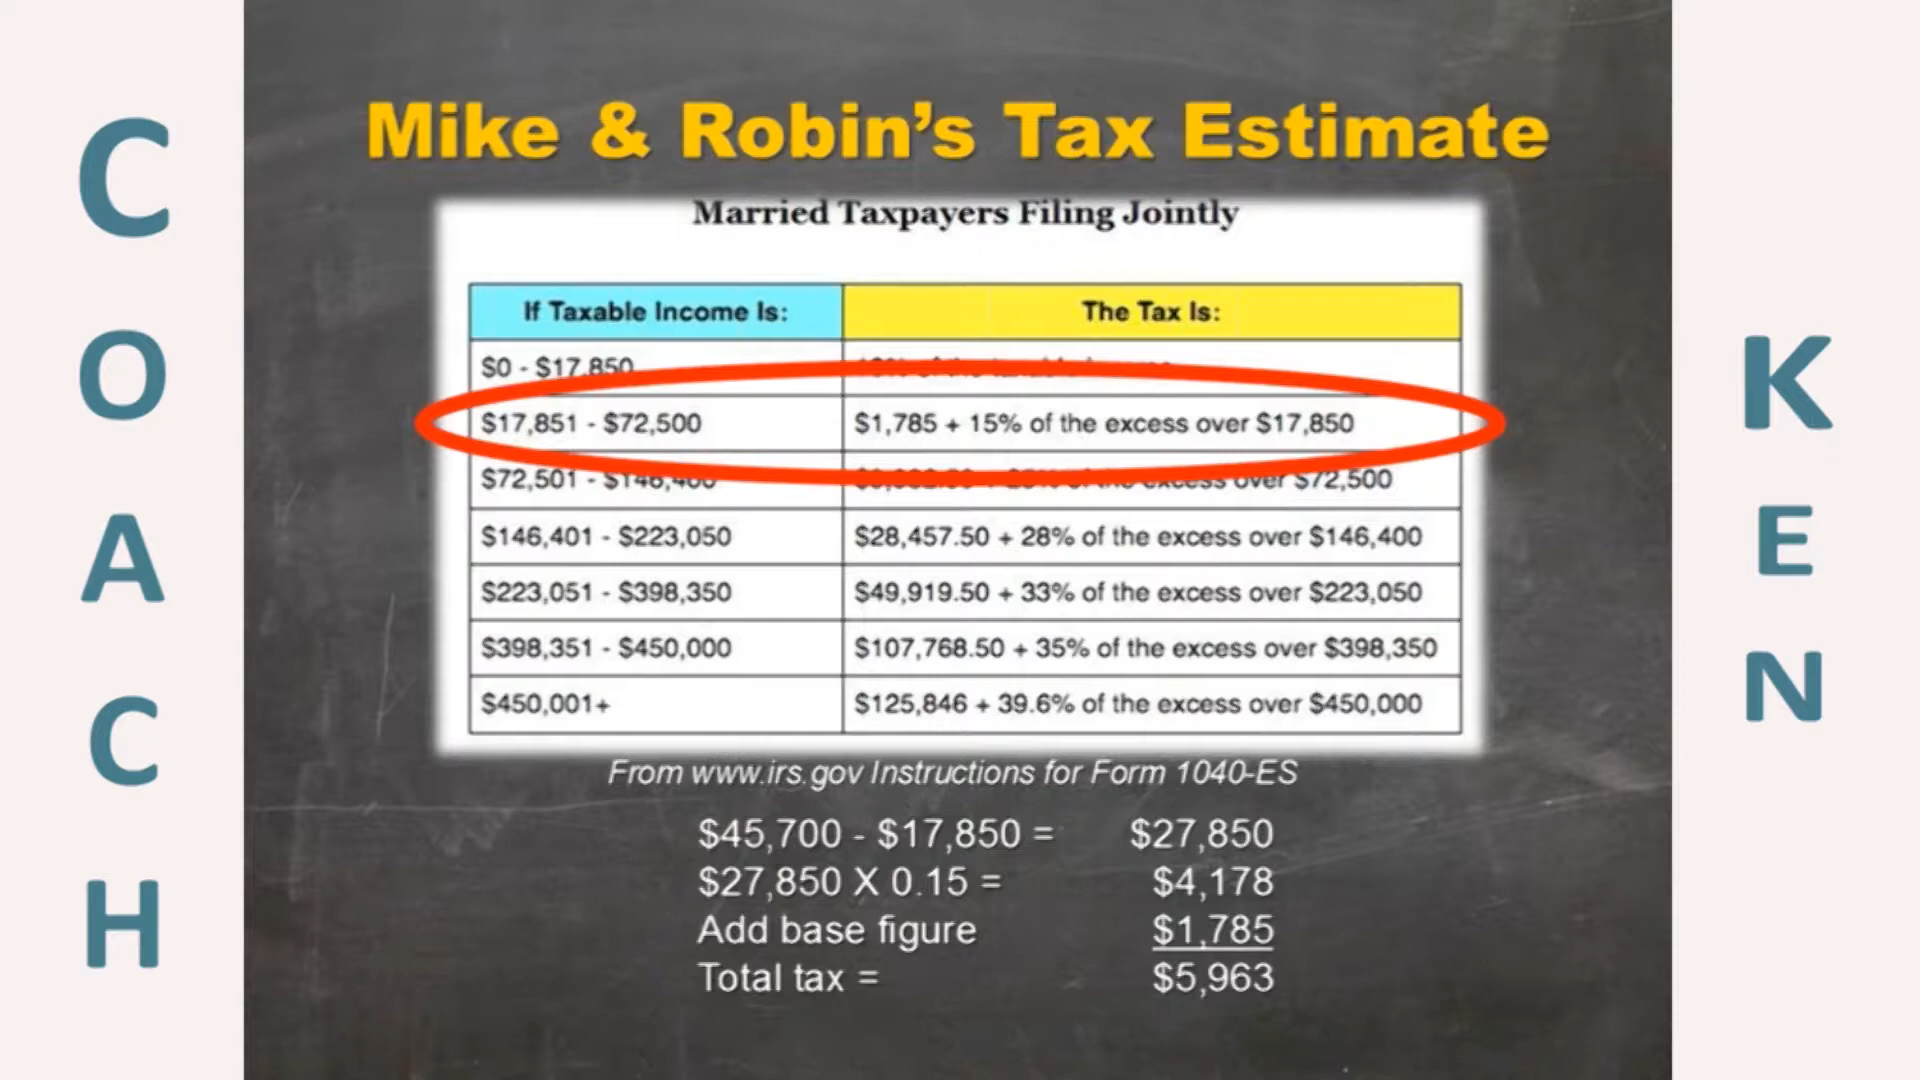 COACH
Mike & Robin's Tax Estimate
Married Taxpayers Filing Jointly
If Taxable Income Is: The Tax Is:
$0 - $17,850
$17,851 - $72,500 $1,785 + 15% of the excess over $17,850
$72,501 - $146,400 excess over $72,500
$146,401 - $223,050 $28,457.50 + 28% of the excess over $146,400
$223,051 - $398,350 $49,919.50 + 33% of the excess over $223,050
$398,351 - $450,000 $107,768.50 + 35% of the excess over $398,350
$450,001+ $125,846 + 39.6% of the excess over $450,000
From www.irs.gov Instructions for Form 1040-ES
$45,700 - $17,850 = $27,850
$27,850 X 0.15 = $4,178
Add base figure $1,785
Total tax = $5,963
KEN